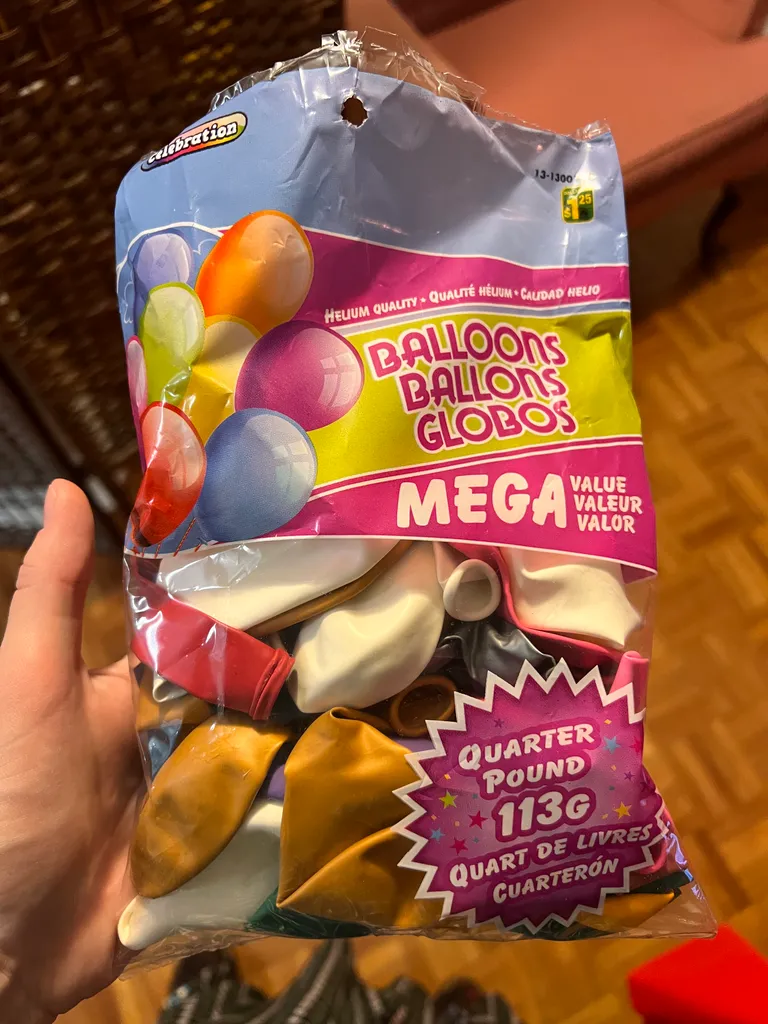 celebration
13-1300
$1.25
HELIUM QUALITY • QUALITÉ HÉLIUM • CALIDAD HELIO
BALLOONS
BALLONS
GLOBOS
MEGA
VALUE
VALEUR
VALOR
QUARTER
POUND
113G
QUART DE LIVRES
CUARTERÓN